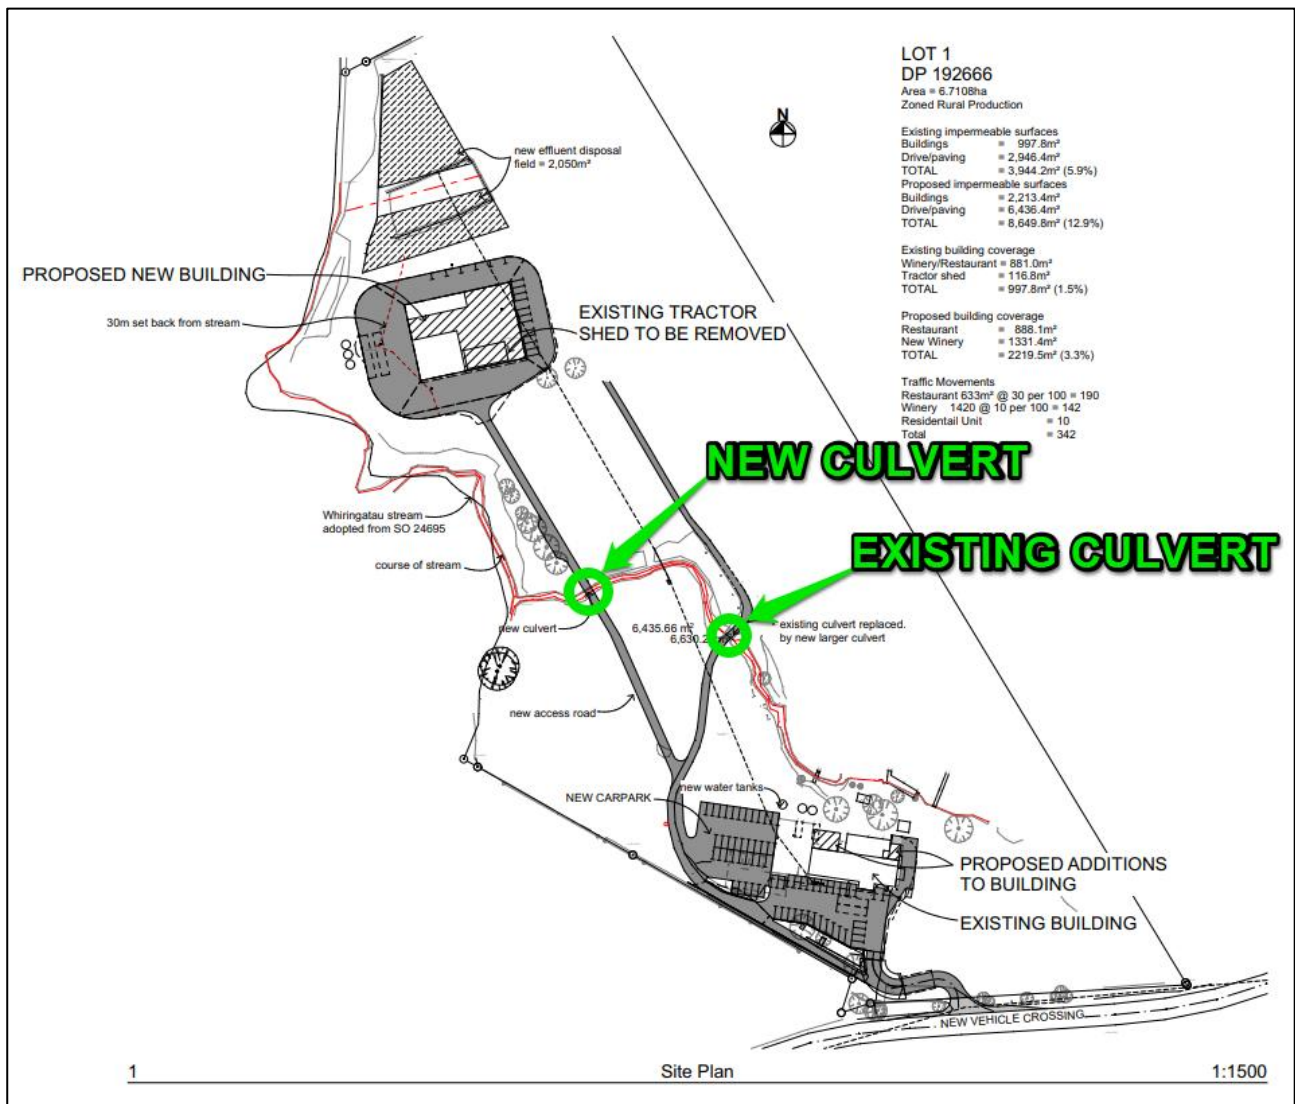 LOT 1
DP 192666
Area = 6.7108ha
Zoned Rural Production
Existing impermeable surfaces
Buildings = 997.8m²
Drive/paving = 2,946.4m²
TOTAL = 3,944.2m² (5.9%)
Proposed impermeable surfaces
Buildings = 2,213.4m²
Drive/paving = 6,436.4m²
TOTAL = 8,649.8m² (12.9%)
Existing building coverage
Winery/Restaurant = 881.0m²
Tractor shed = 116.8m²
TOTAL = 997.8m² (1.5%)
Proposed building coverage
Restaurant = 888.1m²
New Winery = 1331.4m²
TOTAL = 2219.5m² (3.3%)
Traffic Movements
Restaurant 633m² @ 30 per 100 = 190
Winery 1420 @ 10 per 100 = 142
Residentail Unit = 10
Total = 342
N
new effluent disposal
field = 2,050m²
PROPOSED NEW BUILDING
30m set back from stream
EXISTING TRACTOR
SHED TO BE REMOVED
NEW CULVERT
EXISTING CULVERT
Whiringatau stream
adopted from SO 24695
course of stream
new culvert
6,435.66 m²
6,630.2
existing culvert replaced.
by new larger culvert
new access road
new water tanks
NEW CARPARK
PROPOSED ADDITIONS
TO BUILDING
EXISTING BUILDING
NEW VEHICLE CROSSING
1 Site Plan 1:1500